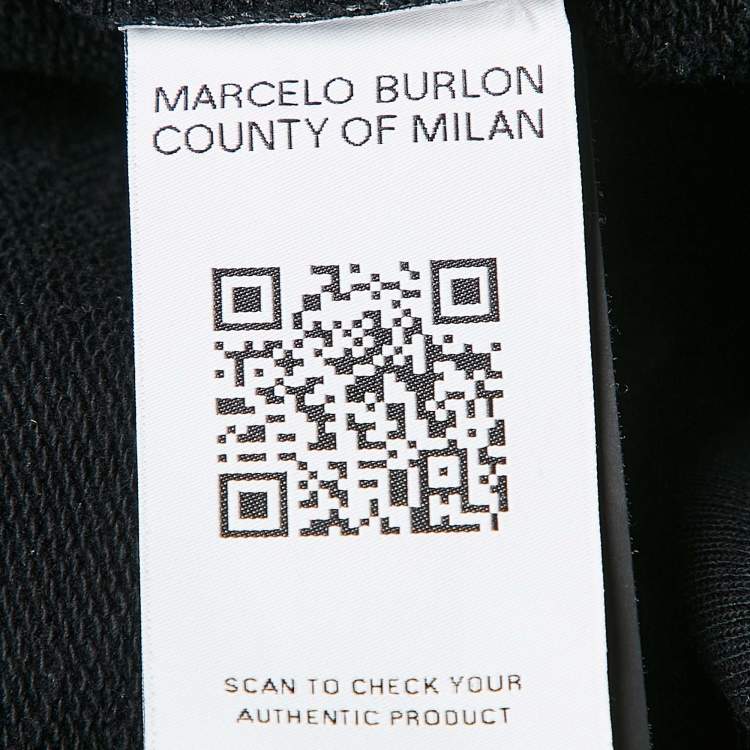 MARCELO BURLON
COUNTY OF MILAN
SCAN TO CHECK YOUR
AUTHENTIC PRODUCT